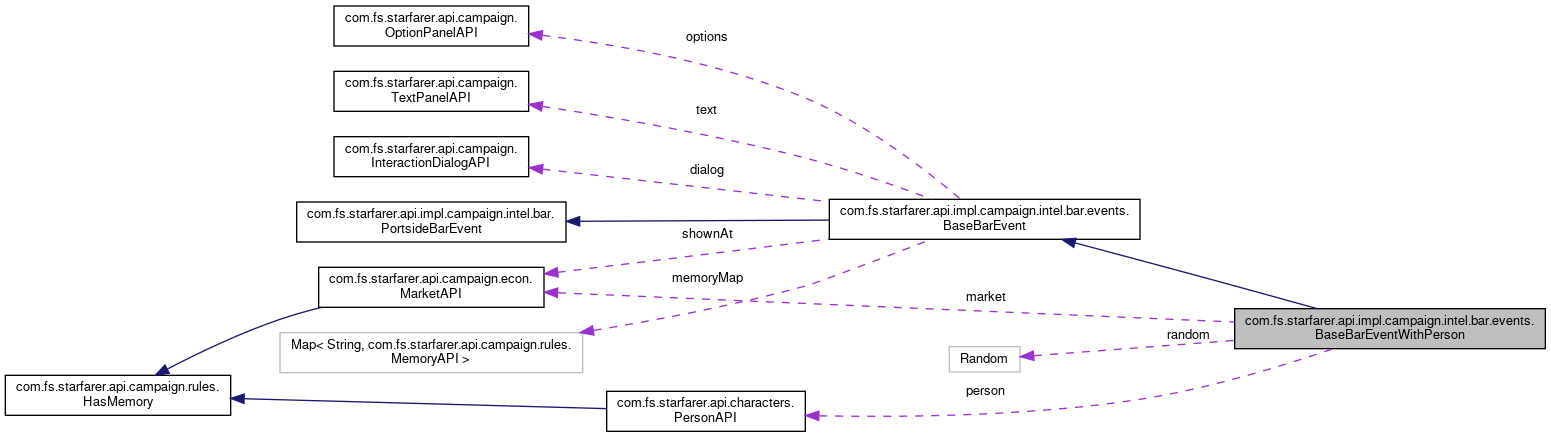 com.fs.starfarer.api.campaign.
OptionPanelAPI
options
com.fs.starfarer.api.campaign.
TextPanelAPI
text
com.fs.starfarer.api.campaign.
InteractionDialogAPI
dialog
com.fs.starfarer.api.impl.campaign.intel.bar.
PortsideBarEvent
com.fs.starfarer.api.impl.campaign.intel.bar.events.
BaseBarEvent
shownAt
com.fs.starfarer.api.campaign.econ.
MarketAPI
memoryMap
market
com.fs.starfarer.api.impl.campaign.intel.bar.events.
BaseBarEventWithPerson
random
Map< String, com.fs.starfarer.api.campaign.rules.
MemoryAPI >
Random
com.fs.starfarer.api.campaign.rules.
HasMemory
person
com.fs.starfarer.api.characters.
PersonAPI